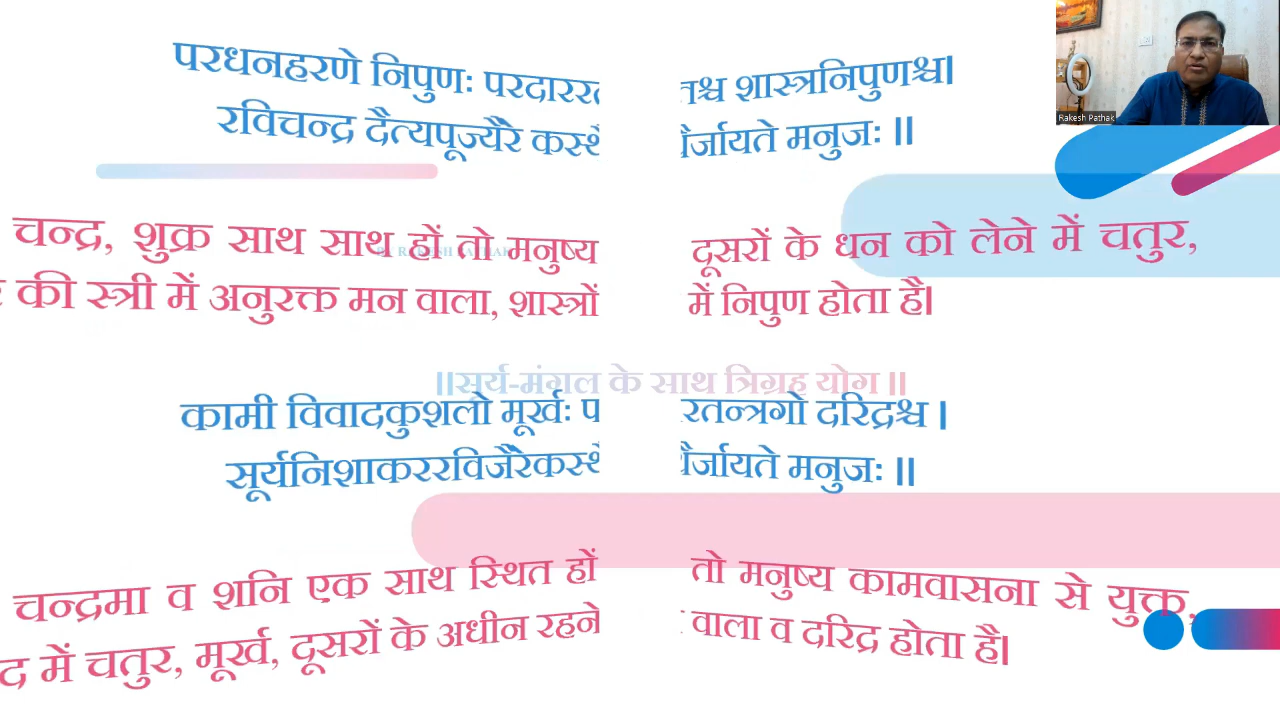 परधनहरणे निपुणः परदारर तश्च शास्त्रनिपुणश्च।
रविचन्द्र दैत्यपूज्यैरे कस्थै र्जायते मनुजः ॥
Rakesh Pathak
चन्द्र, शुक्र साथ साथ हों तो मनुष्य दूसरों के धन को लेने में चतुर,
की स्त्री में अनुरक्त मन वाला, शास्त्रों में निपुण होता है।
॥सूर्य-मंगल के साथ त्रिग्रह योग ॥
कामी विवादकुशलो मूर्खः प रतन्त्रगो दरिद्रश्च ।
सूर्यनिशाकररविजैरेकस्थै र्जायते मनुजः ॥
चन्द्रमा व शनि एक साथ स्थित हों तो मनुष्य कामवासना से युक्त,
द में चतुर, मूर्ख, दूसरों के अधीन रहने वाला व दरिद्र होता है।